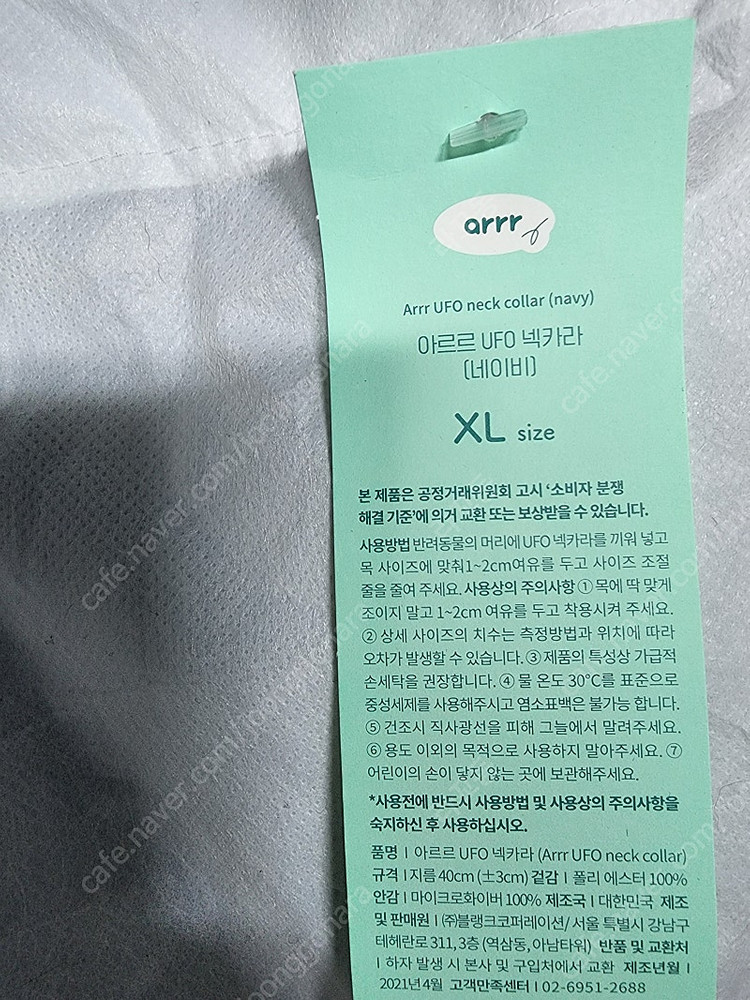 arrr
Arrr UFO neck collar (navy)
아르르 UFO 넥카라
(네이비)
XL size
본 제품은 공정거래위원회 고시 ‘소비자 분쟁
해결 기준’에 의거 교환 또는 보상받을 수 있습니다.
사용방법 반려동물의 머리에 UFO 넥카라를 끼워 넣고
목 사이즈에 맞춰1~2cm여유를 두고 사이즈 조절
줄을 줄여 주세요. 사용상의 주의사항 ① 목에 딱 맞게
조이지 말고 1~2cm 여유를 두고 착용시켜 주세요.
② 상세 사이즈의 치수는 측정방법과 위치에 따라
오차가 발생할 수 있습니다. ③ 제품의 특성상 가급적
손세탁을 권장합니다. ④ 물 온도 30°C를 표준으로
중성세제를 사용해주시고 염소표백은 불가능 합니다.
⑤ 건조시 직사광선을 피해 그늘에서 말려주세요.
⑥ 용도 이외의 목적으로 사용하지 말아주세요. ⑦
어린이의 손이 닿지 않는 곳에 보관해주세요.
*사용전에 반드시 사용방법 및 사용상의 주의사항을
숙지하신 후 사용하십시오.
품명 | 아르르 UFO 넥카라 (Arrr UFO neck collar)
규격 | 지름 40cm (±3cm) 겉감 | 폴리 에스터 100%
안감 | 마이크로화이버 100% 제조국 | 대한민국 제조
및 판매원 | (주)블랭크코퍼레이션/ 서울 특별시 강남구
테헤란로 311, 3층 (역삼동, 아남타워) 반품 및 교환처
| 하자 발생 시 본사 및 구입처에서 교환 제조년월 |
2021년 4월 고객만족센터 | 02-6951-2688
cafe.naver.com/joonggonara